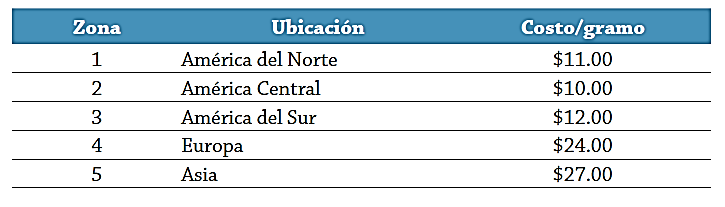 Zona Ubicación Costo/gramo
1 América del Norte $11.00
2 América Central $10.00
3 América del Sur $12.00
4 Europa $24.00
5 Asia $27.00